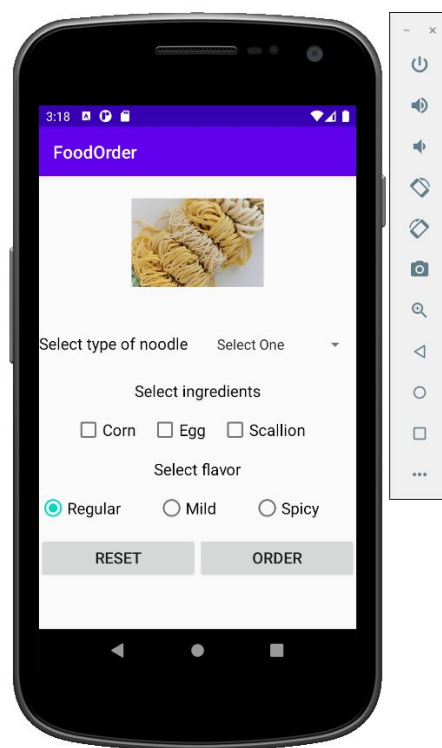 3:18
FoodOrder
Select type of noodle Select One
Select ingredients
Corn Egg Scallion
Select flavor
Regular Mild Spicy
RESET ORDER